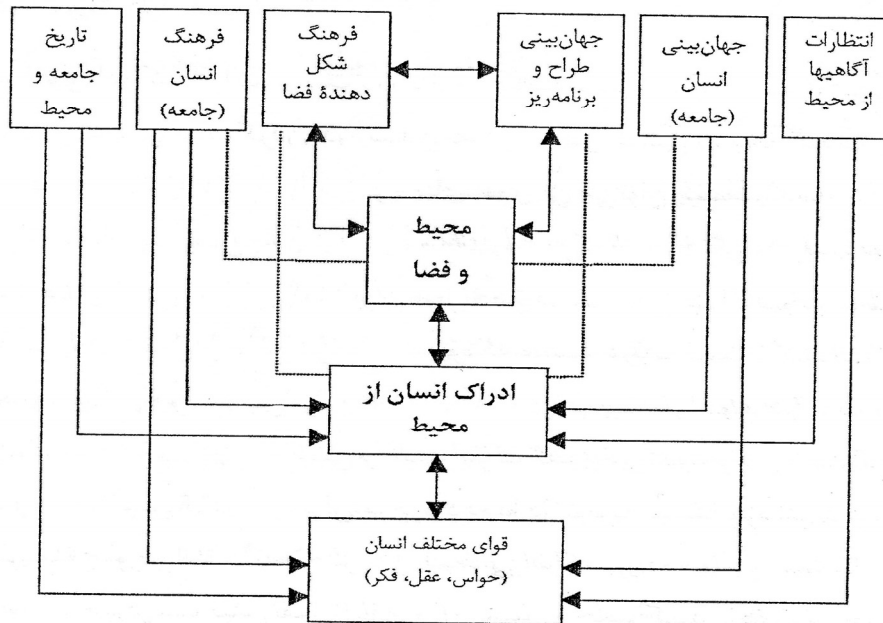 انتظارات
آگاهیها
از محیط
جهان‌بینی
انسان
(جامعه)
جهان‌بینی
طراح و
برنامه‌ریز
فرهنگ
شکل
دهندۀ فضا
فرهنگ
انسان
(جامعه)
تاریخ
جامعه و
محیط
محیط
و فضا
ادراک انسان از
محیط
قوای مختلف انسان
(حواس، عقل، فکر)